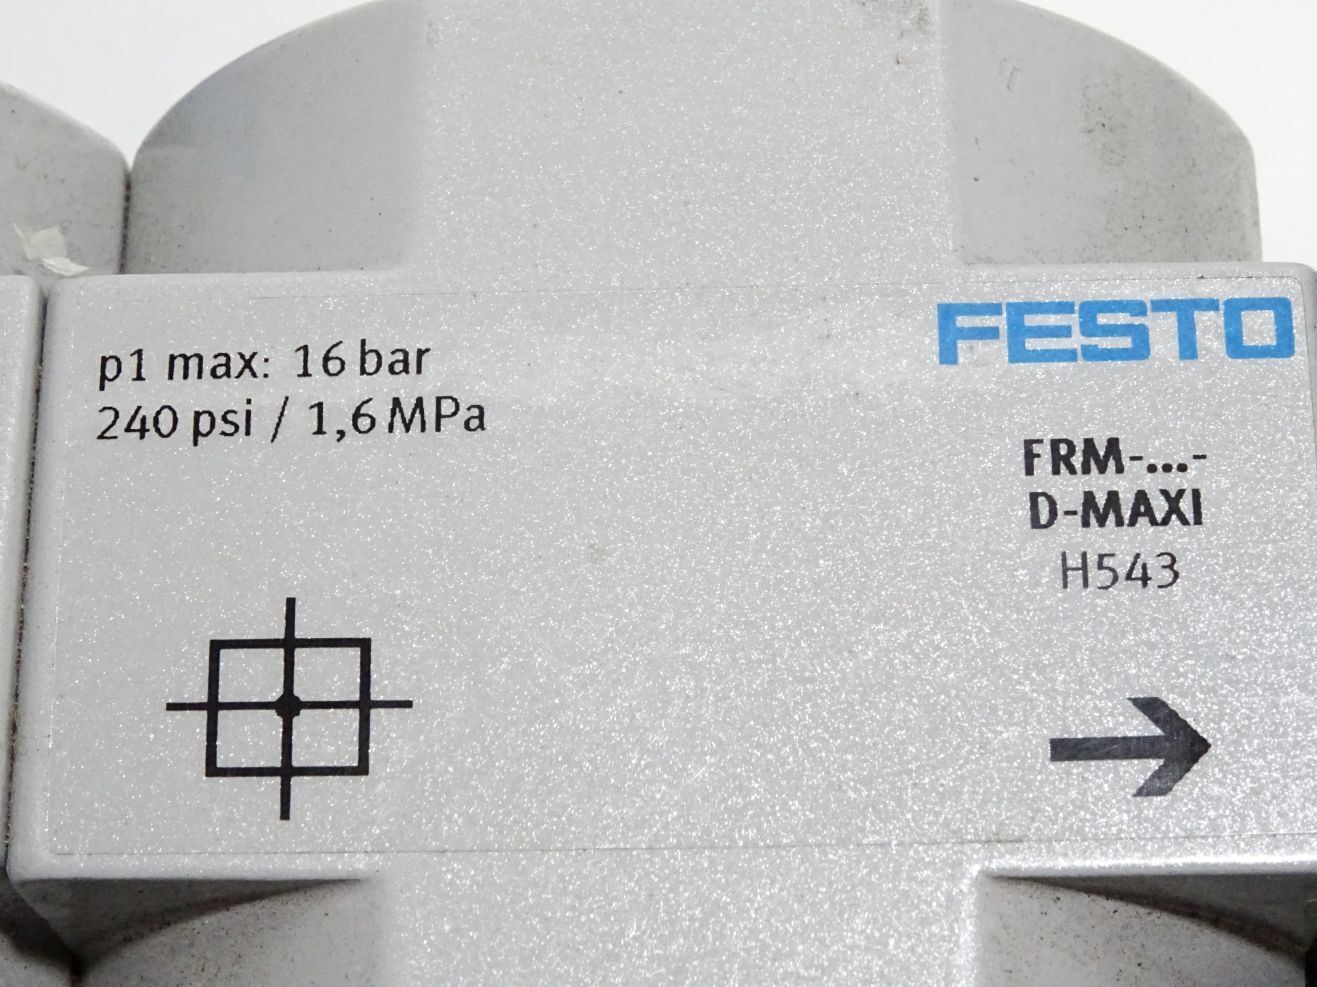 p1 max: 16 bar
240 psi / 1,6 MPa
FESTO
FRM-...-
D-MAXI
H543